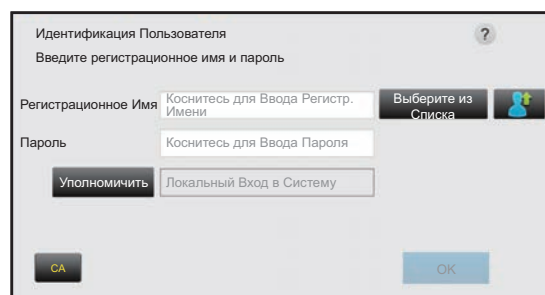 Идентификация Пользователя
?
Введите регистрационное имя и пароль
Регистрационное Имя
Коснитесь для Ввода Регистр.
Имени
Выберите из
Списка
Пароль
Коснитесь для Ввода Пароля
Уполномичить
Локальный Вход в Систему
CA
OK